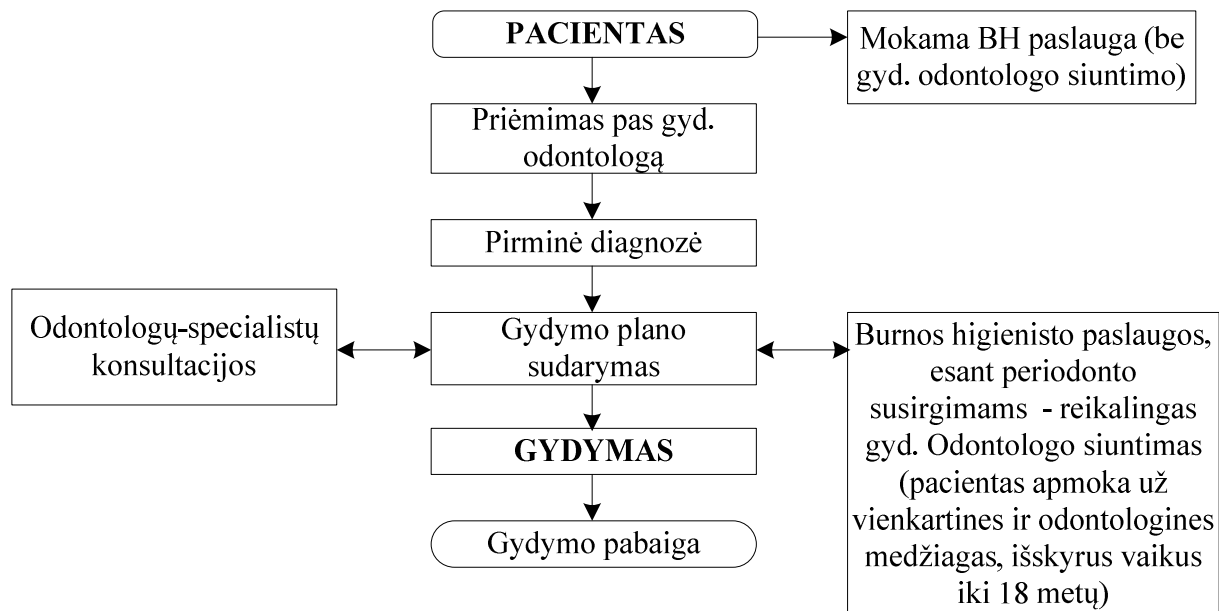 PACIENTAS
Mokama BH paslauga (be
gyd. odontologo siuntimo)
Priėmimas pas gyd.
odontologą
Pirminė diagnozė
Odontologų-specialistų
konsultacijos
Gydymo plano
sudarymas
Burnos higienisto paslaugos,
esant periodonto
susirgimams - reikalingas
gyd. Odontologo siuntimas
(pacientas apmoka už
vienkartines ir odontologines
medžiagas, išskyrus vaikus
iki 18 metų)
GYDYMAS
Gydymo pabaiga